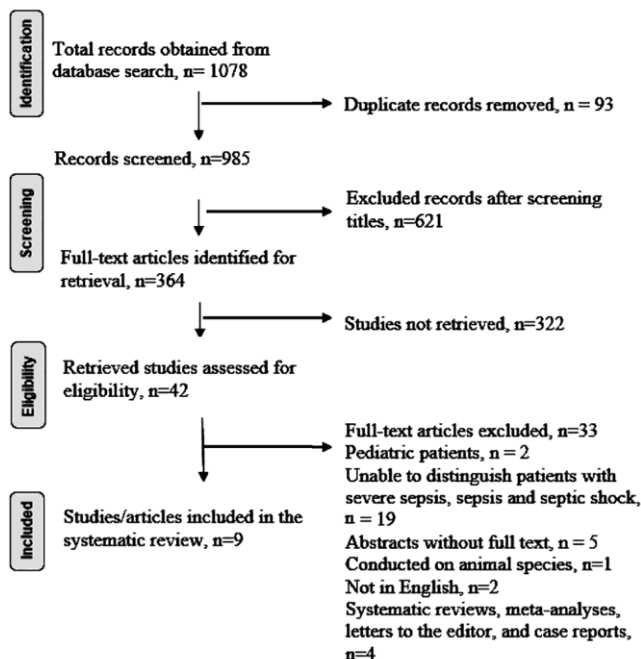 Identification
Total records obtained from
database search, n= 1078
Duplicate records removed, n = 93
Records screened, n=985
Screening
Excluded records after screening
titles, n=621
Full-text articles identified for
retrieval, n=364
Studies not retrieved, n=322
Eligibility
Retrieved studies assessed for
eligibility, n=42
Full-text articles excluded, n=33
Pediatric patients, n = 2
Unable to distinguish patients with
severe sepsis, sepsis and septic shock,
n = 19
Abstracts without full text, n = 5
Conducted on animal species, n=1
Not in English, n=2
Systematic reviews, meta-analyses,
letters to the editor, and case reports,
n=4
Included
Studies/articles included in the
systematic review, n=9